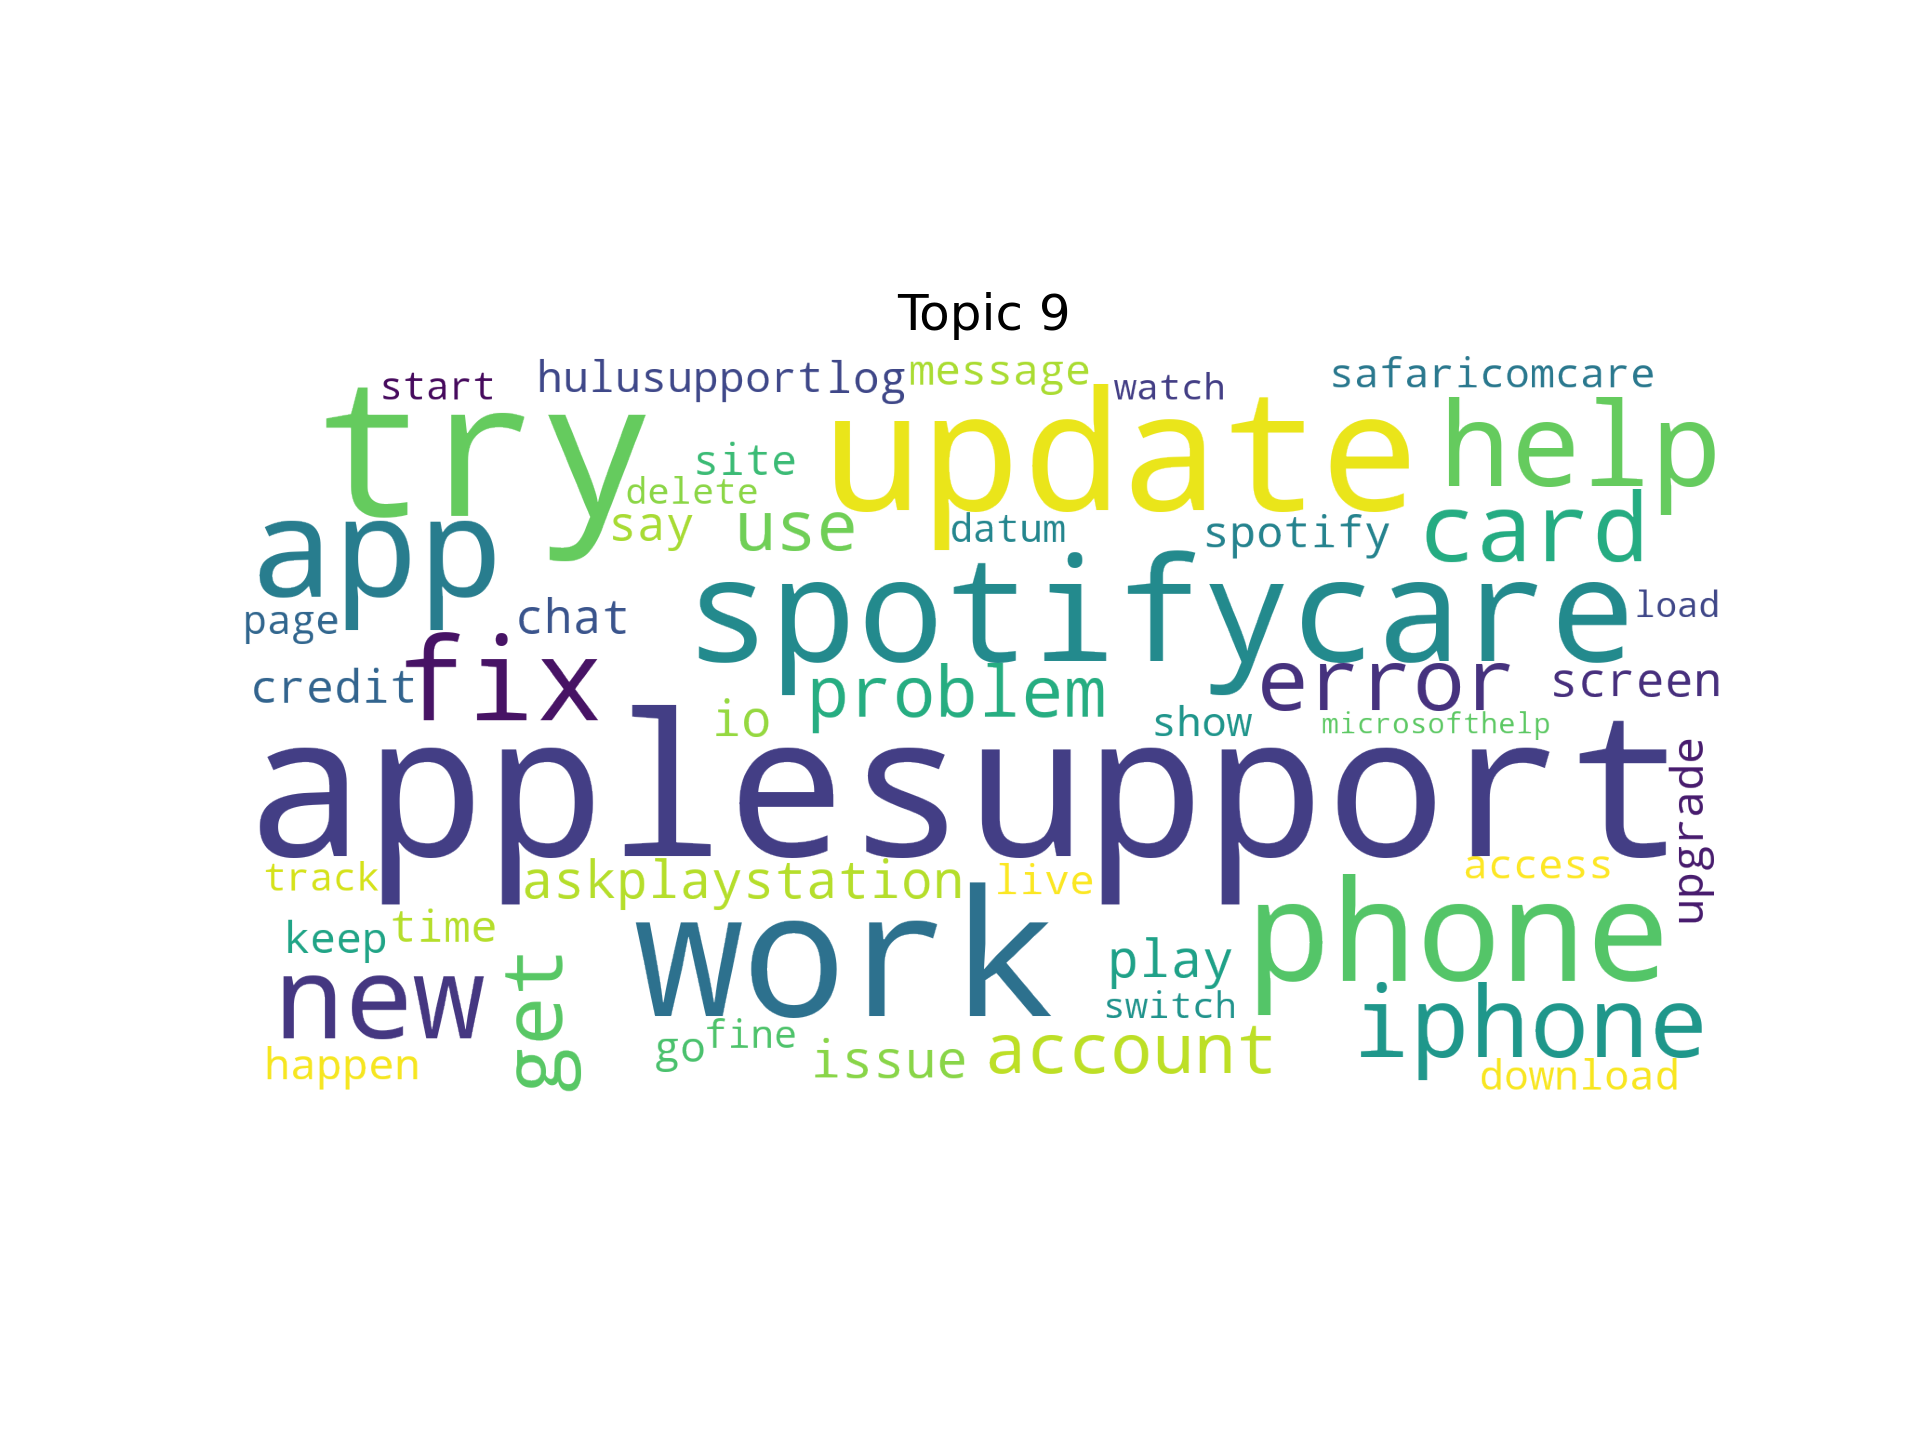 Topic 9
start
hulusupport
log
message
watch
safaricomcare
try
update
help
site
delete
say
use
datum
spotify
card
app
spotifycare
page
chat
load
credit
fix
problem
error
screen
io
show
microsofthelp
applesupport
upgrade
track
askplaystation
live
access
keep
time
work
phone
new
get
play
switch
iphone
happen
go
fine
issue
account
download